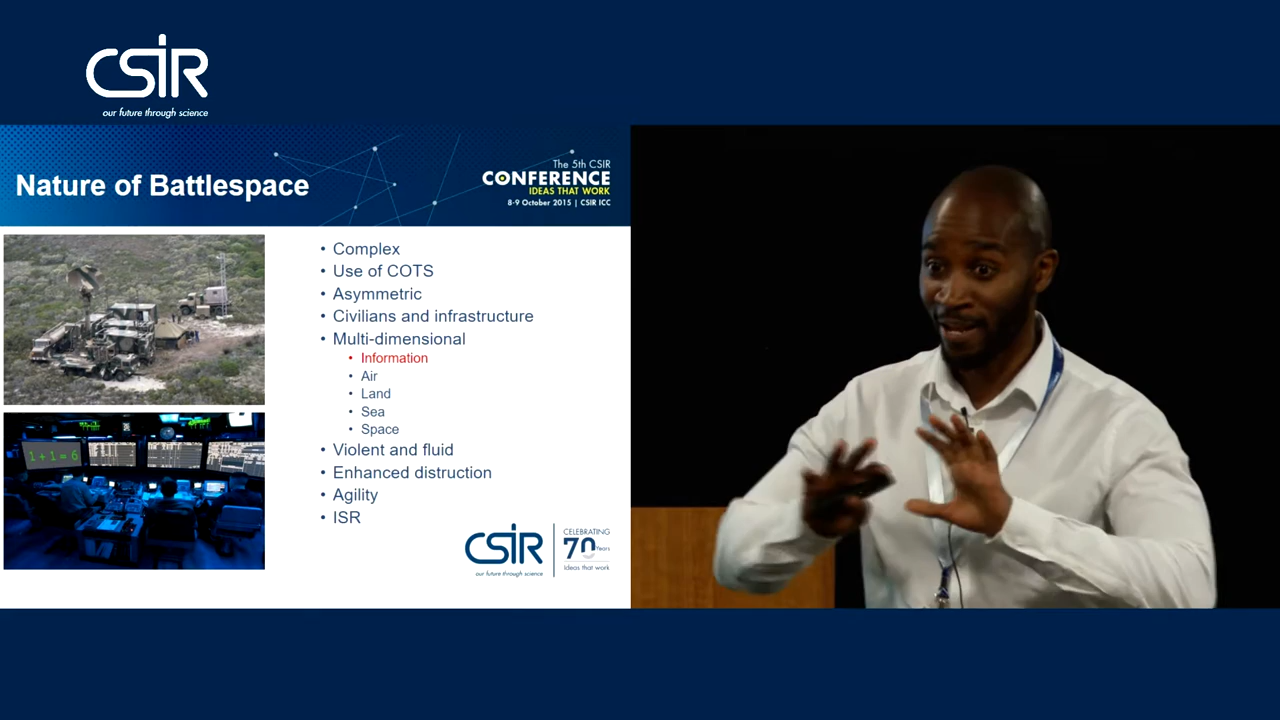 CSIR
our future through science
Nature of Battlespace
The 5th CSIR
CONFERENCE
IDEAS THAT WORK
8-9 October 2015 | CSIR ICC
• Complex
• Use of COTS
• Asymmetric
• Civilians and infrastructure
• Multi-dimensional
• Information
• Air
• Land
• Sea
• Space
• Violent and fluid
• Enhanced distruction
• Agility
• ISR
1+1=6
CSIR
our future through science
CELEBRATING
70 Years
Ideas that work